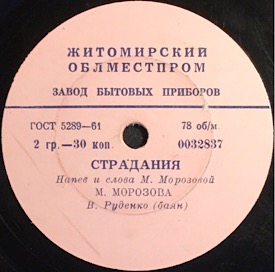 ЖИТОМИРСКИЙ
ОБЛМЕСТПРОМ
ЗАВОД БЫТОВЫХ ПРИБОРОВ
ГОСТ 5289—61 78 об/м.
2 гр.—30 коп. 0032837
СТРАДАНИЯ
Напев и слова М. Морозовой
М. МОРОЗОВА
В. Руденко (баян)